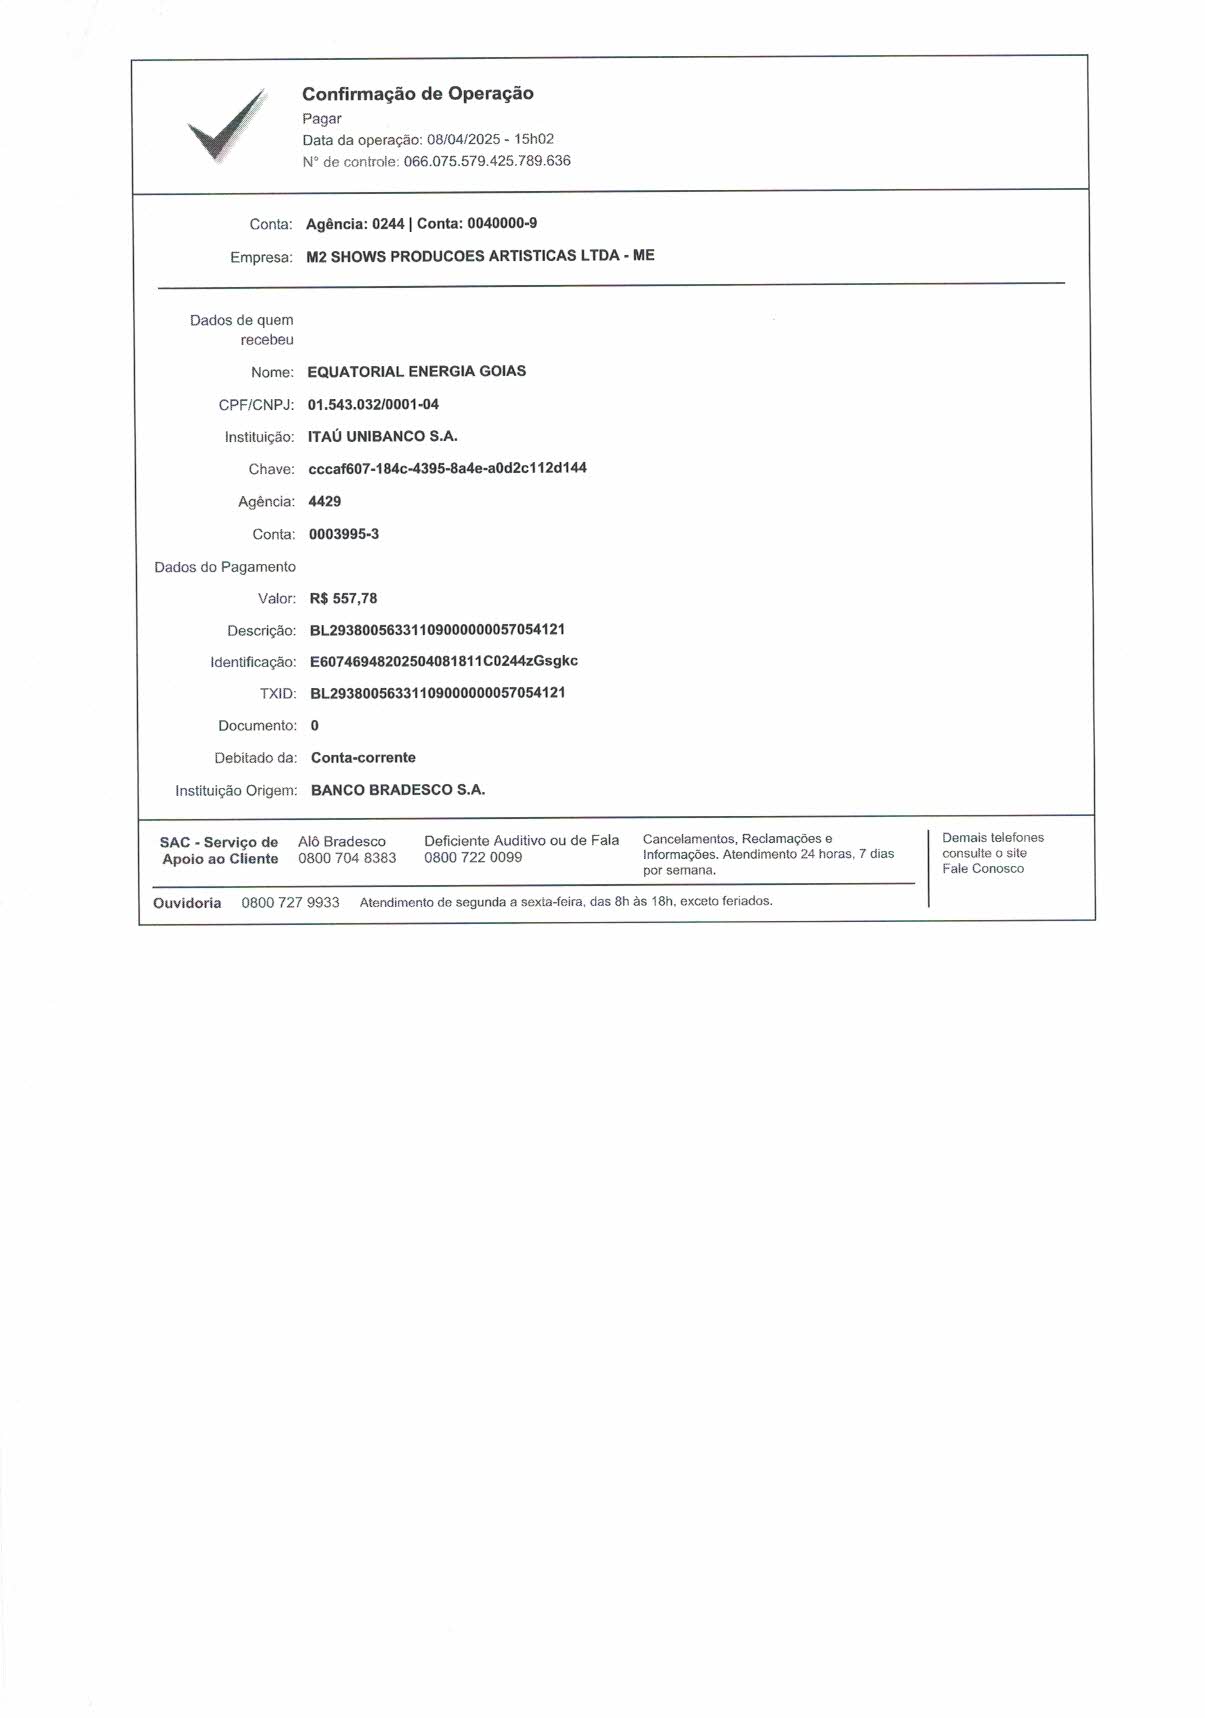 Confirmação de Operação
Pagar
Data da operação: 08/04/2025 - 15h02
N° de controle: 066.075.579.425.789.636
Conta: Agência: 0244 | Conta: 0040000-9
Empresa: M2 SHOWS PRODUCOES ARTISTICAS LTDA - ME
Dados de quem
recebeu
Nome: EQUATORIAL ENERGIA GOIAS
CPF/CNPJ: 01.543.032/0001-04
Instituição: ITAÚ UNIBANCO S.A.
Chave: cccaf607-184c-4395-8a4e-a0d2c112d144
Agência: 4429
Conta: 0003995-3
Dados do Pagamento
Valor: R$ 557,78
Descrição: BL29380056331109000000057054121
Identificação: E60746948202504081811C0244zGsgkc
TXID: BL29380056331109000000057054121
Documento: 0
Debitado da: Conta-corrente
Instituição Origem: BANCO BRADESCO S.A.
SAC - Serviço de
Apoio ao Cliente
Alô Bradesco
0800 704 8383
Deficiente Auditivo ou de Fala
0800 722 0099
Cancelamentos, Reclamações e
Informações. Atendimento 24 horas, 7 dias
por semana.
Demais telefones
consulte o site
Fale Conosco
Ouvidoria 0800 727 9933 Atendimento de segunda a sexta-feira, das 8h às 18h, exceto feriados.